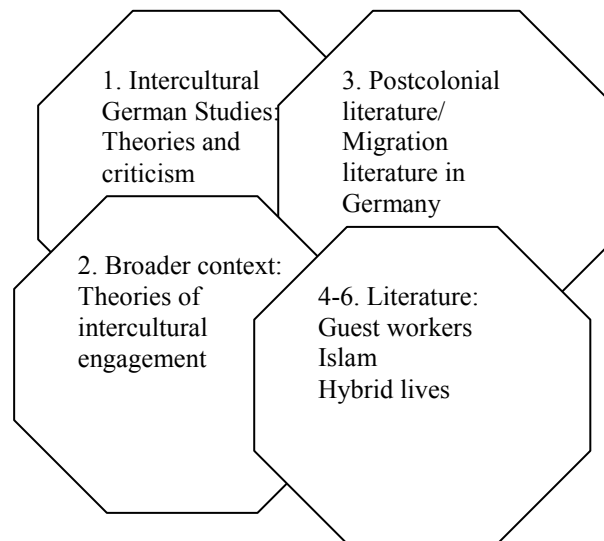 1. Intercultural
German Studies:
Theories and
criticism
2. Broader context:
Theories of
intercultural
engagement
3. Postcolonial
literature/
Migration
literature in
Germany
4-6. Literature:
Guest workers
Islam
Hybrid lives